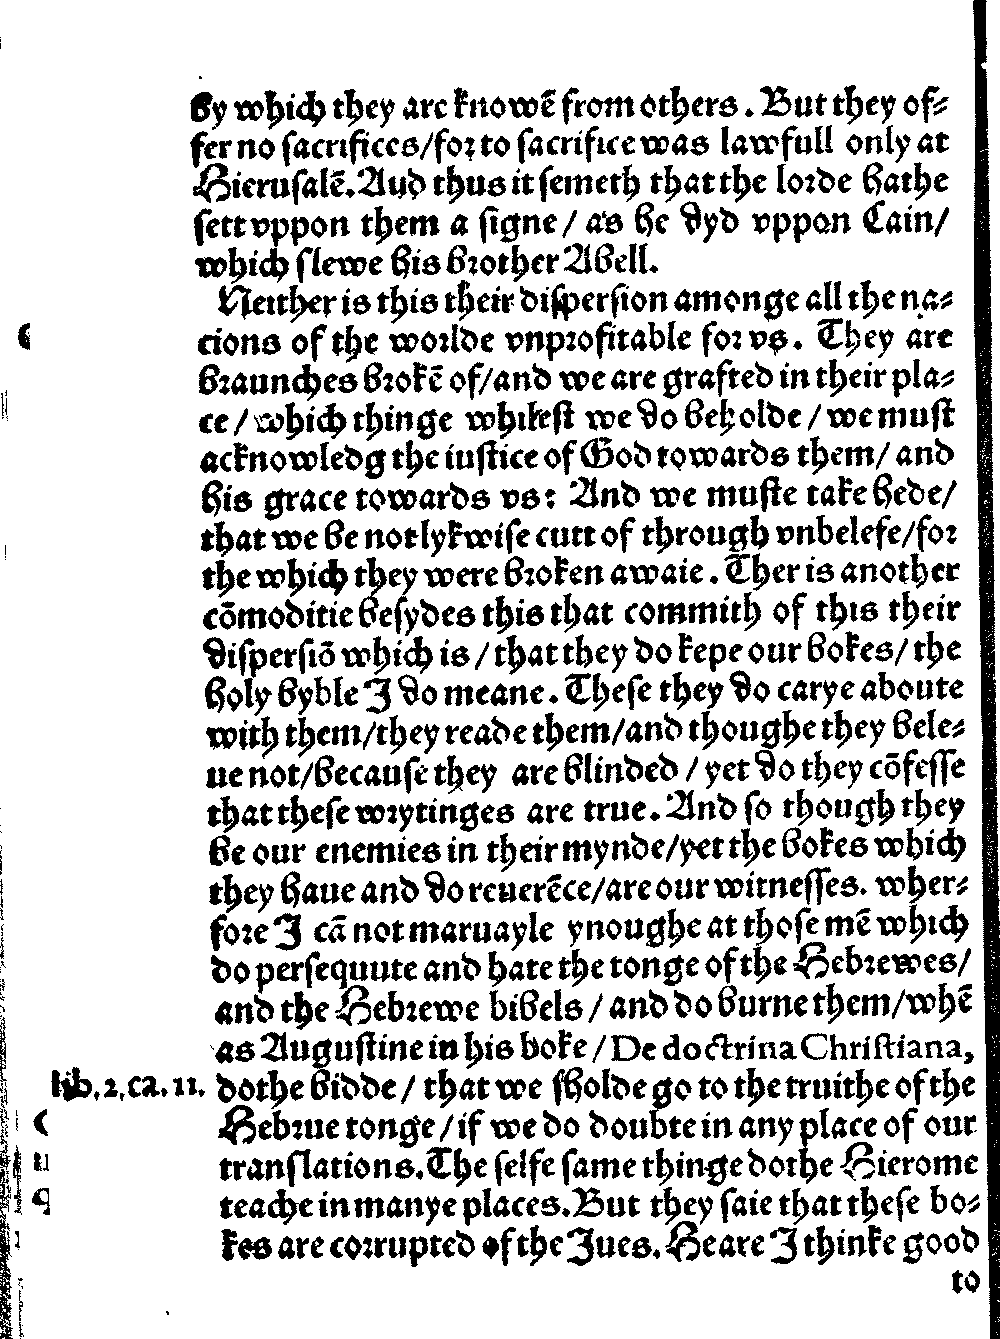 by which they are knowẽ from others. But they of⸗
fer no sacrifices/for to sacrifice was lawfull only at
Hierusalẽ. Aud thus it semeth that the lorde hathe
sett vppon them a signe / as he dyd vppon Cain/
which slewe his brother Abell.
Neither is this their dispersion amonge all the na⸗
cions of the worlde vnprofitable for vs. They are
braunches brokẽ of/and we are grafted in their pla⸗
ce / which thinge whilest we do beholde / we must
acknowledg the iustice of God towards them/ and
his grace towards vs: And we muste take hede/
that we be not lykwise cutt of through vnbelefe/for
the which they were broken awaie. Ther is another
cõmoditie besydes this that commith of this their
dispersiõ which is / that they do kepe our bokes/ the
holy byble I do meane. These they do carye aboute
with them/they reade them/and thoughe they bele⸗
ue not/because they are blinded / yet do they cõfesse
that these wrytinges are true. And so though they
be our enemies in their mynde/yet the bokes which
they haue and do reuerẽce/are our witnesses. wher⸗
fore I cã not maruayle ynoughe at those mẽ which
do persequute and hate the tonge of the Hebrewes/
and the Hebrewe bibels / and do burne them/whẽ
as Augustine in his boke / De doctrina Christiana,
lib. 2, ca. 11. dothe bidde / that we sholde go to the truithe of the
Hebrue tonge / if we do doubte in any place of our
translations. The selfe same thinge dothe Hierome
teache in manye places. But they saie that these bo⸗
kes are corrupted of the Jues. Heare I thinke good
to